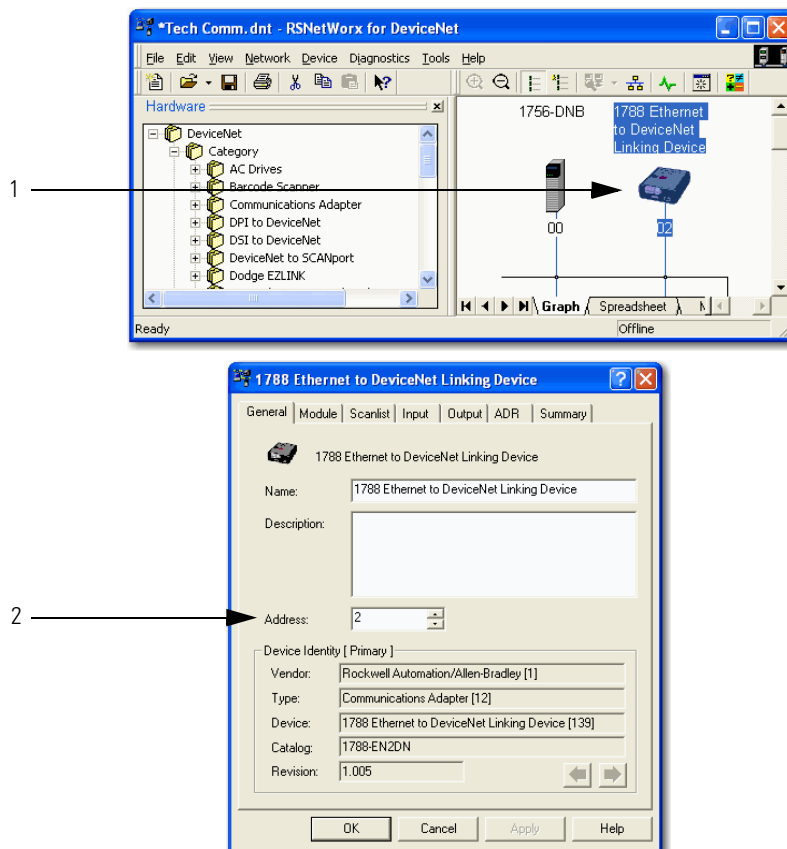 *Tech Comm.dnt - RSNetWorx for DeviceNet
File Edit View Network Device Diagnostics Tools Help
Hardware
DeviceNet
Category
AC Drives
Barcode Scanner
Communications Adapter
DPI to DeviceNet
DSI to DeviceNet
DeviceNet to SCANport
Dodge EZLINK
1756-DNB
1788 Ethernet
to DeviceNet
Linking Device
00
02
1
Graph Spreadsheet
Ready Offline
1788 Ethernet to DeviceNet Linking Device
General Module Scanlist Input Output ADR Summary
1788 Ethernet to DeviceNet Linking Device
Name: 1788 Ethernet to DeviceNet Linking Device
Description:
2
Address: 2
Device Identity [ Primary ]
Vendor: Rockwell Automation/Allen-Bradley [1]
Type: Communications Adapter [12]
Device: 1788 Ethernet to DeviceNet Linking Device [139]
Catalog: 1788-EN2DN
Revision: 1.005
OK Cancel Apply Help